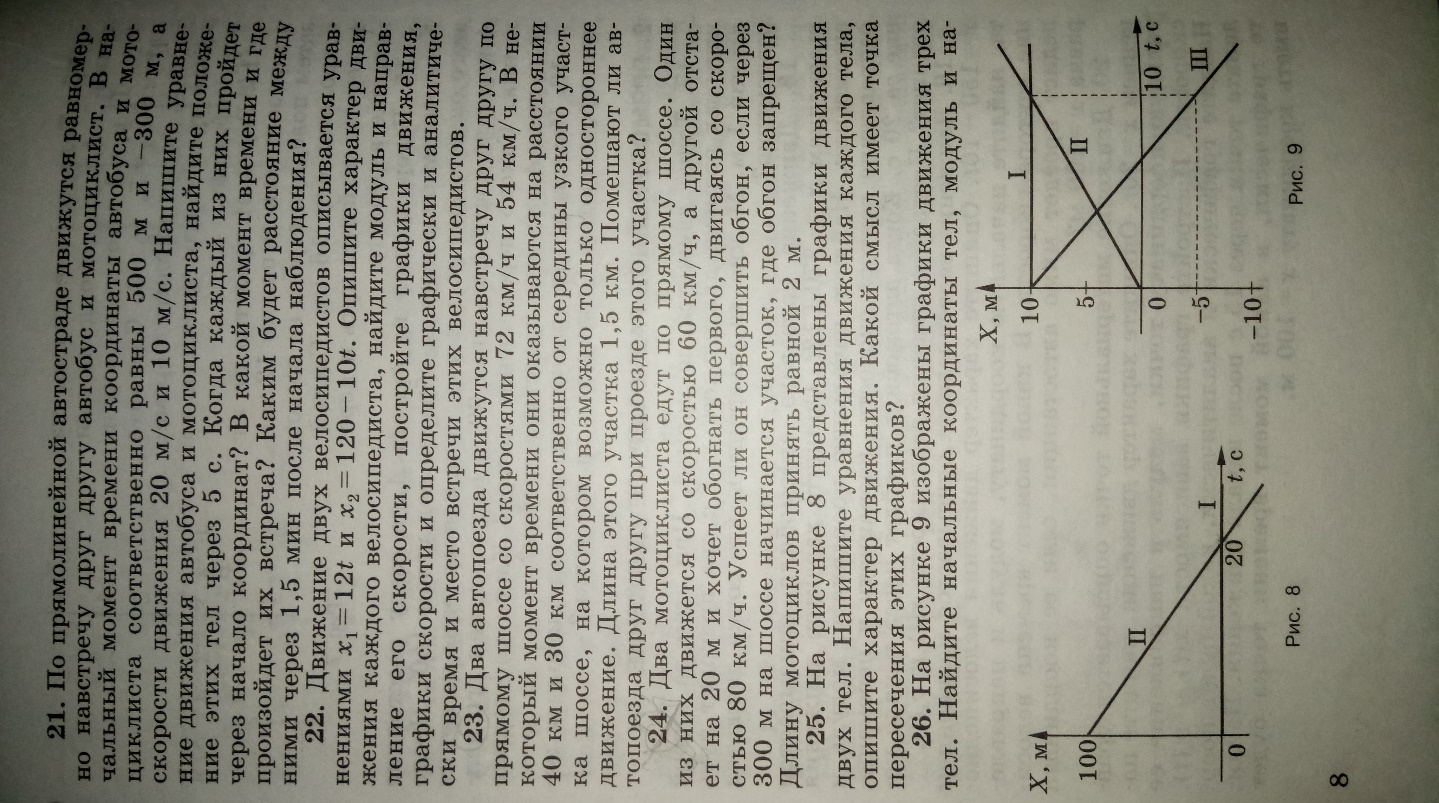 21. По прямолинейной автостраде движутся равномер-
но навстречу друг другу автобус и мотоциклист. В на-
чальный момент времени координаты автобуса и мото-
циклиста соответственно равны 500 м и −300 м, а
скорости движения 20 м/с и 10 м/с. Напишите уравне-
ние движения автобуса и мотоциклиста, найдите положе-
ние этих тел через 5 с. Когда каждый из них пройдет
через начало координат? В какой момент времени и где
произойдет их встреча? Каким будет расстояние между
ними через 1,5 мин после начала наблюдения?
22. Движение двух велосипедистов описывается урав-
нениями x₁=12t и x₂=120−10t. Опишите характер дви-
жения каждого велосипедиста, найдите модуль и направ-
ление его скорости, постройте графики движения,
графики скорости и определите графически и аналитиче-
ски время и место встречи этих велосипедистов.
23. Два автопоезда движутся навстречу друг другу по
прямому шоссе со скоростями 72 км/ч и 54 км/ч. В не-
который момент времени они оказываются на расстоянии
40 км и 30 км соответственно от середины узкого участ-
ка шоссе, на котором возможно только одностороннее
движение. Длина этого участка 1,5 км. Помешают ли ав-
топоезда друг другу при проезде этого участка?
24. Два мотоциклиста едут по прямому шоссе. Один
из них движется со скоростью 60 км/ч, а другой отста-
ет на 20 м и хочет обогнать первого, двигаясь со скоро-
стью 80 км/ч. Успеет ли он совершить обгон, если через
300 м на шоссе начинается участок, где обгон запрещен?
Длину мотоциклов принять равной 2 м.
25. На рисунке 8 представлены графики движения
двух тел. Напишите уравнения движения каждого тела,
опишите характер движения. Какой смысл имеет точка
пересечения этих графиков?
26. На рисунке 9 изображены графики движения трех
тел. Найдите начальные координаты тел, модуль и на-
X, м
100
II
I
0
20
t, с
Рис. 8
X, м
10
I
5
II
0
10 t, с
−5
III
−10
Рис. 9
8